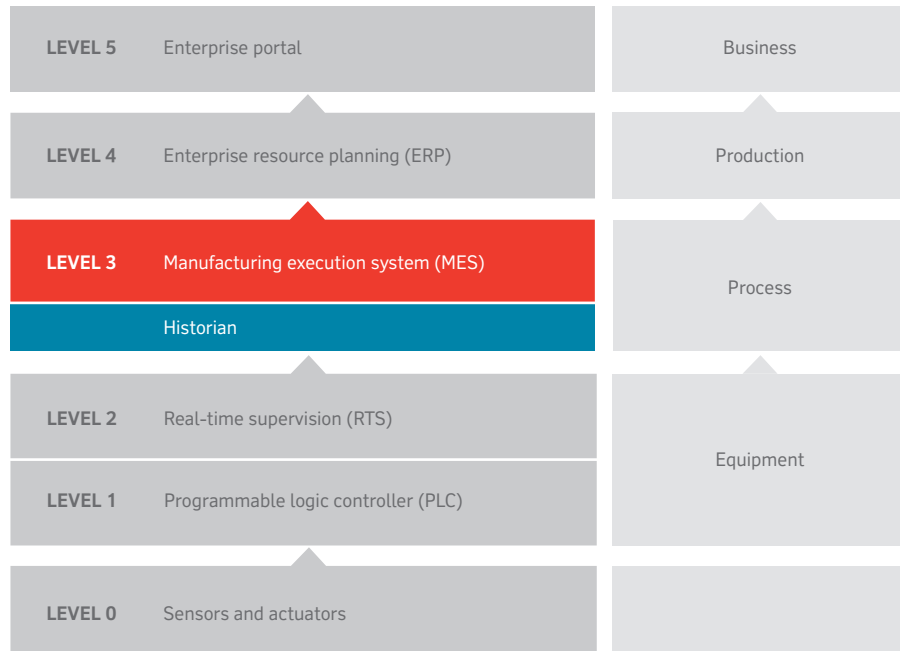 LEVEL 5 Enterprise portal Business
LEVEL 4 Enterprise resource planning (ERP) Production
LEVEL 3 Manufacturing execution system (MES)
Process
Historian
LEVEL 2 Real-time supervision (RTS)
Equipment
LEVEL 1 Programmable logic controller (PLC)
LEVEL 0 Sensors and actuators